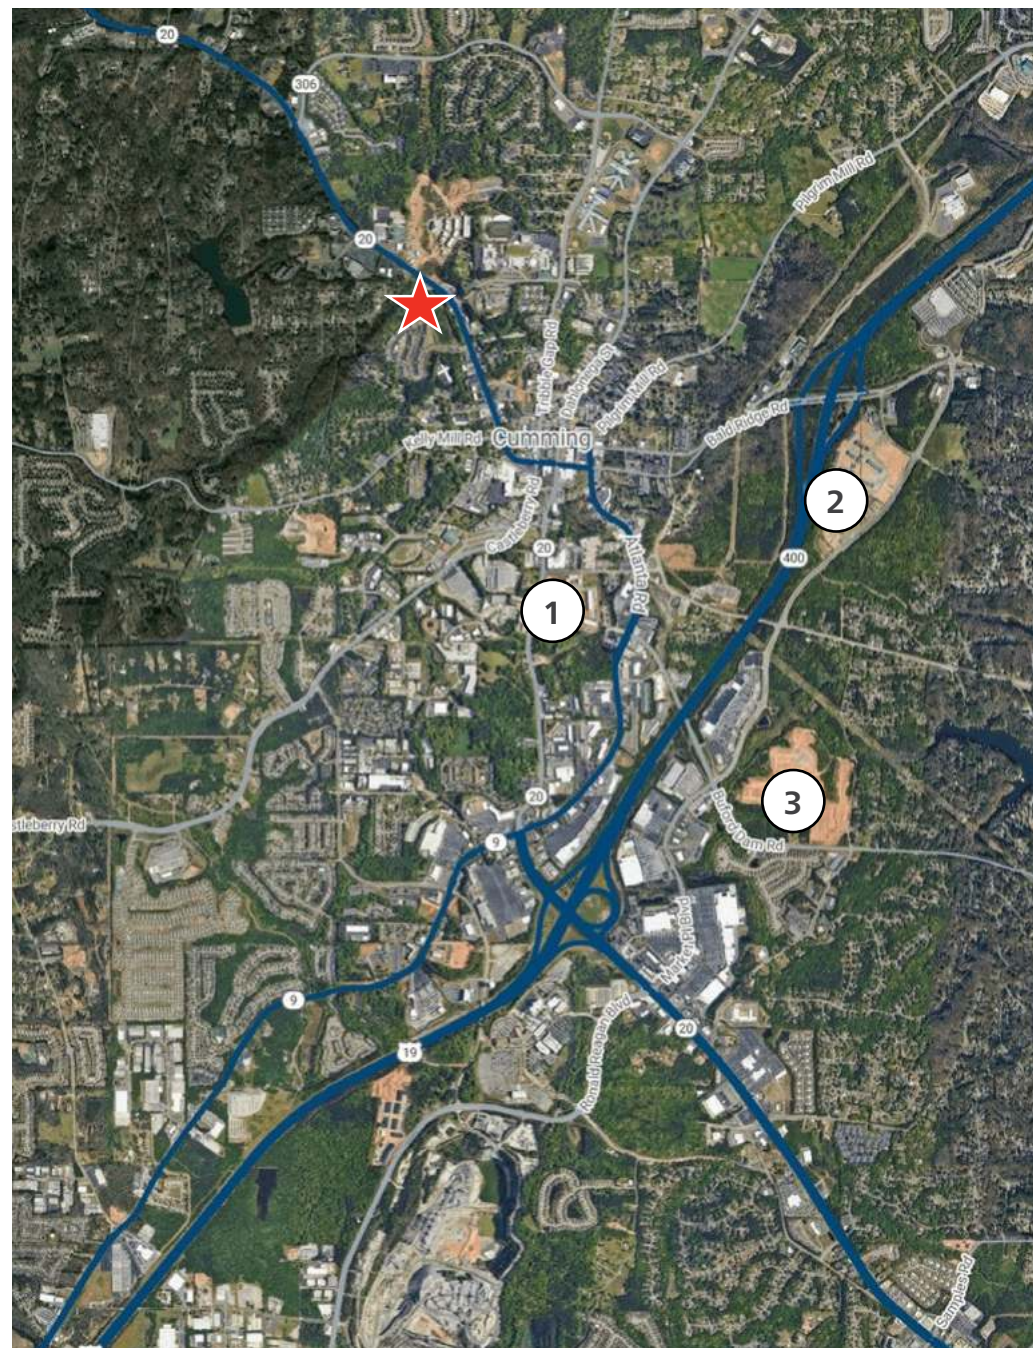 20
306
Pilgrim Mill Rd
20
Tribble Gap Rd
Dahlonega St
Pilgrim Mill Rd
Bald Ridge Rd
Kelly Mill Rd
Cumming
2
Castleberry Rd
20
400
Atlanta Rd
1
20
3
stleberry Rd
Buford Dam Rd
9
Market Pl Blvd
9
20
Ronald Reagan Blvd
19
Samples Rd